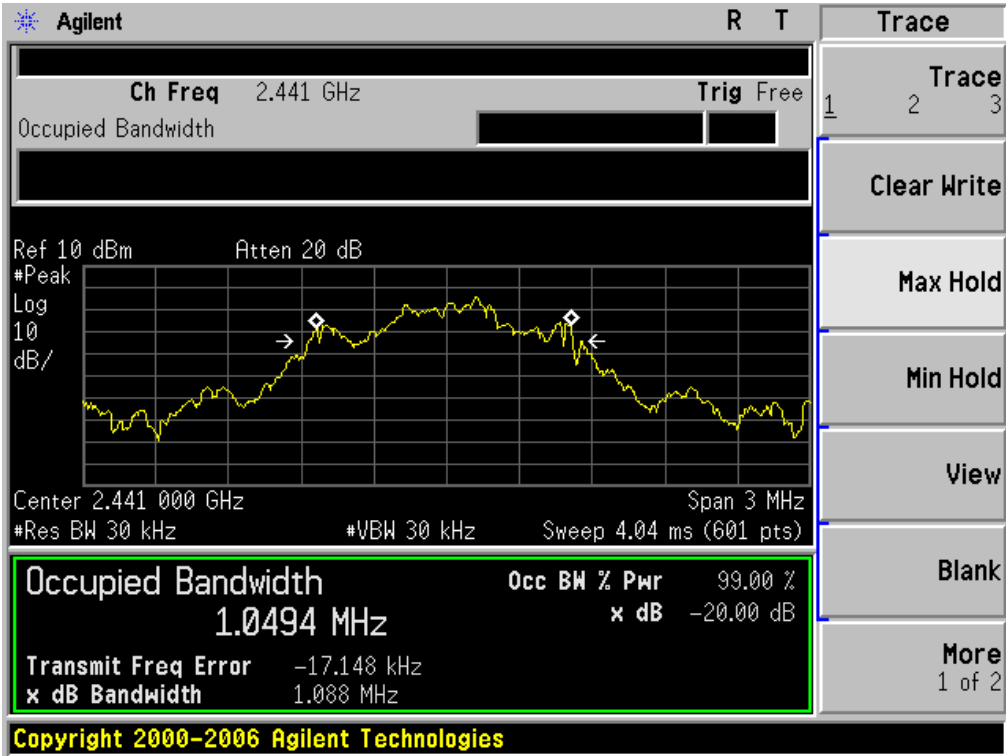 Agilent R T Trace
Ch Freq 2.441 GHz Trig Free
Occupied Bandwidth
Trace
1 2 3
Clear Write
Max Hold
Min Hold
View
Blank
More
1 of 2
Ref 10 dBm Atten 20 dB
#Peak
Log
10
dB/
Center 2.441 000 GHz Span 3 MHz
#Res BW 30 kHz #VBW 30 kHz Sweep 4.04 ms (601 pts)
Occupied Bandwidth Occ BW % Pwr 99.00 %
1.0494 MHz x dB -20.00 dB
Transmit Freq Error -17.148 kHz
x dB Bandwidth 1.088 MHz
Copyright 2000-2006 Agilent Technologies